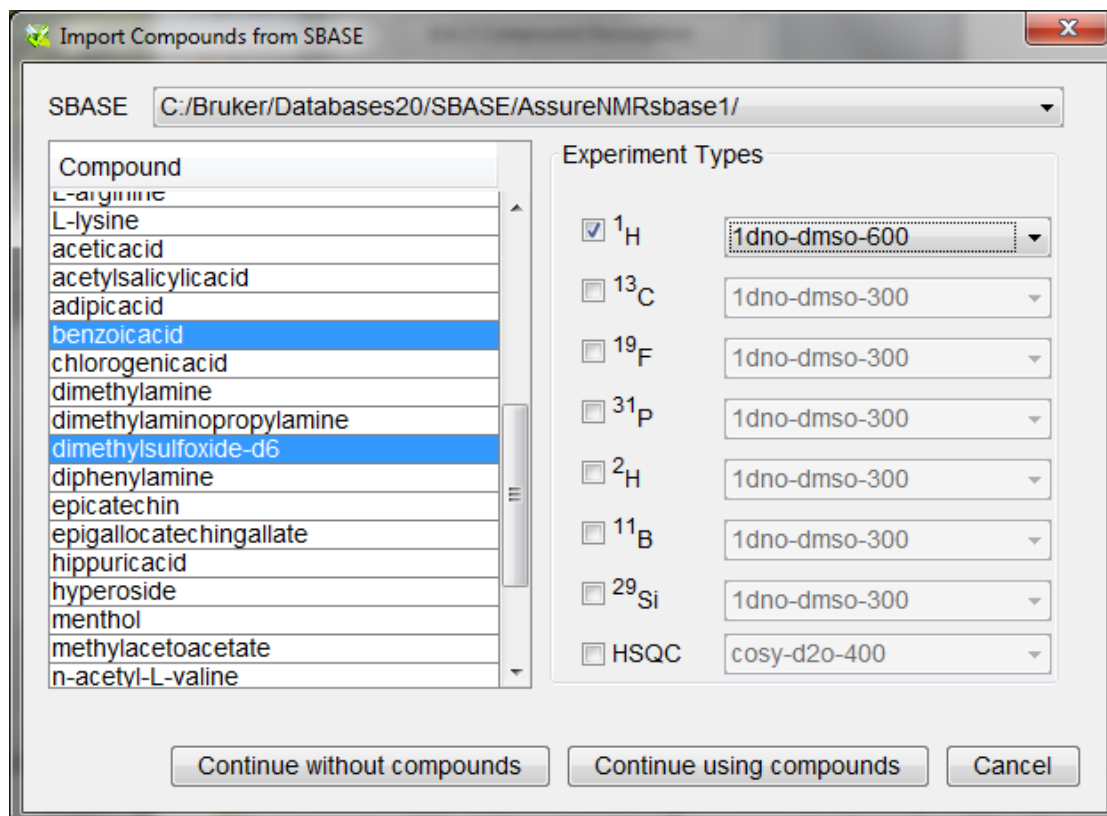 Import Compounds from SBASE
SBASE C:/Bruker/Databases20/SBASE/AssureNMRsbase1/
Compound
L-arginine
L-lysine
aceticacid
acetylsalicylicacid
adipicacid
benzoicacid
chlorogenicacid
dimethylamine
dimethylaminopropylamine
dimethylsulfoxide-d6
diphenylamine
epicatechin
epigallocatechingallate
hippuricacid
hyperoside
menthol
methylacetoacetate
n-acetyl-L-valine
Experiment Types
¹H 1dno-dmso-600
¹³C 1dno-dmso-300
¹⁹F 1dno-dmso-300
³¹P 1dno-dmso-300
²H 1dno-dmso-300
¹¹B 1dno-dmso-300
²⁹Si 1dno-dmso-300
HSQC cosy-d2o-400
Continue without compounds Continue using compounds Cancel